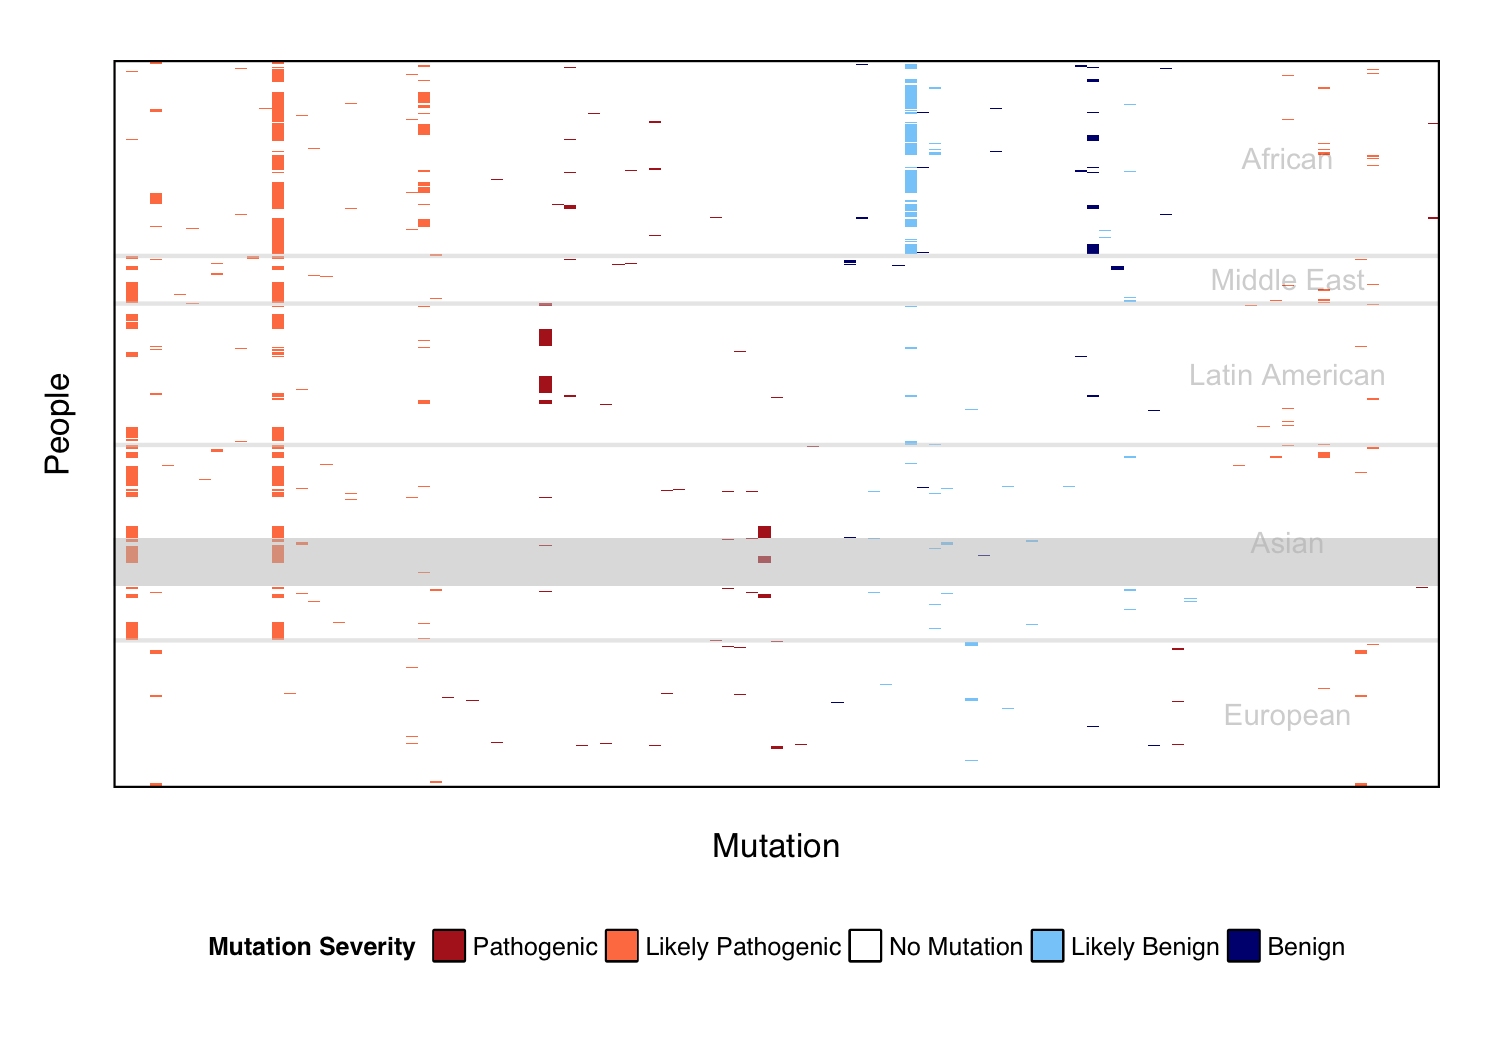 African
Middle East
Latin American
Asian
European
People
Mutation
Mutation Severity Pathogenic Likely Pathogenic No Mutation Likely Benign Benign